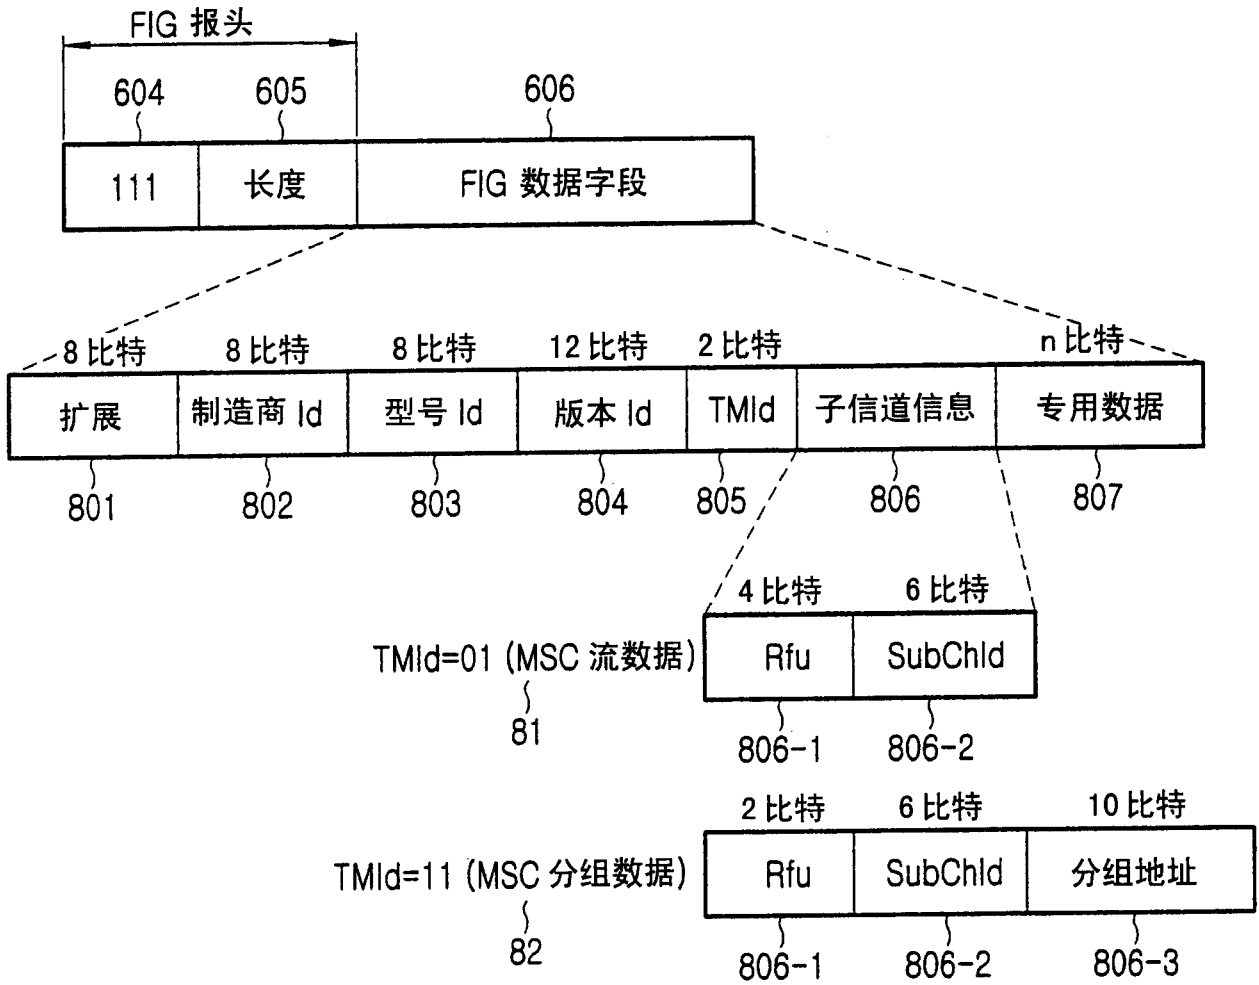 FIG 报头
604 605 606
111 长度 FIG 数据字段
8比特 8比特 8比特 12比特 2比特 n比特
扩展 制造商 Id 型号 Id 版本 Id TMId 子信道信息 专用数据
801 802 803 804 805 806 807
4比特 6比特
TMId=01 (MSC 流数据) Rfu SubChId
81 806-1 806-2
2比特 6比特 10比特
TMId=11 (MSC 分组数据) Rfu SubChId 分组地址
82 806-1 806-2 806-3